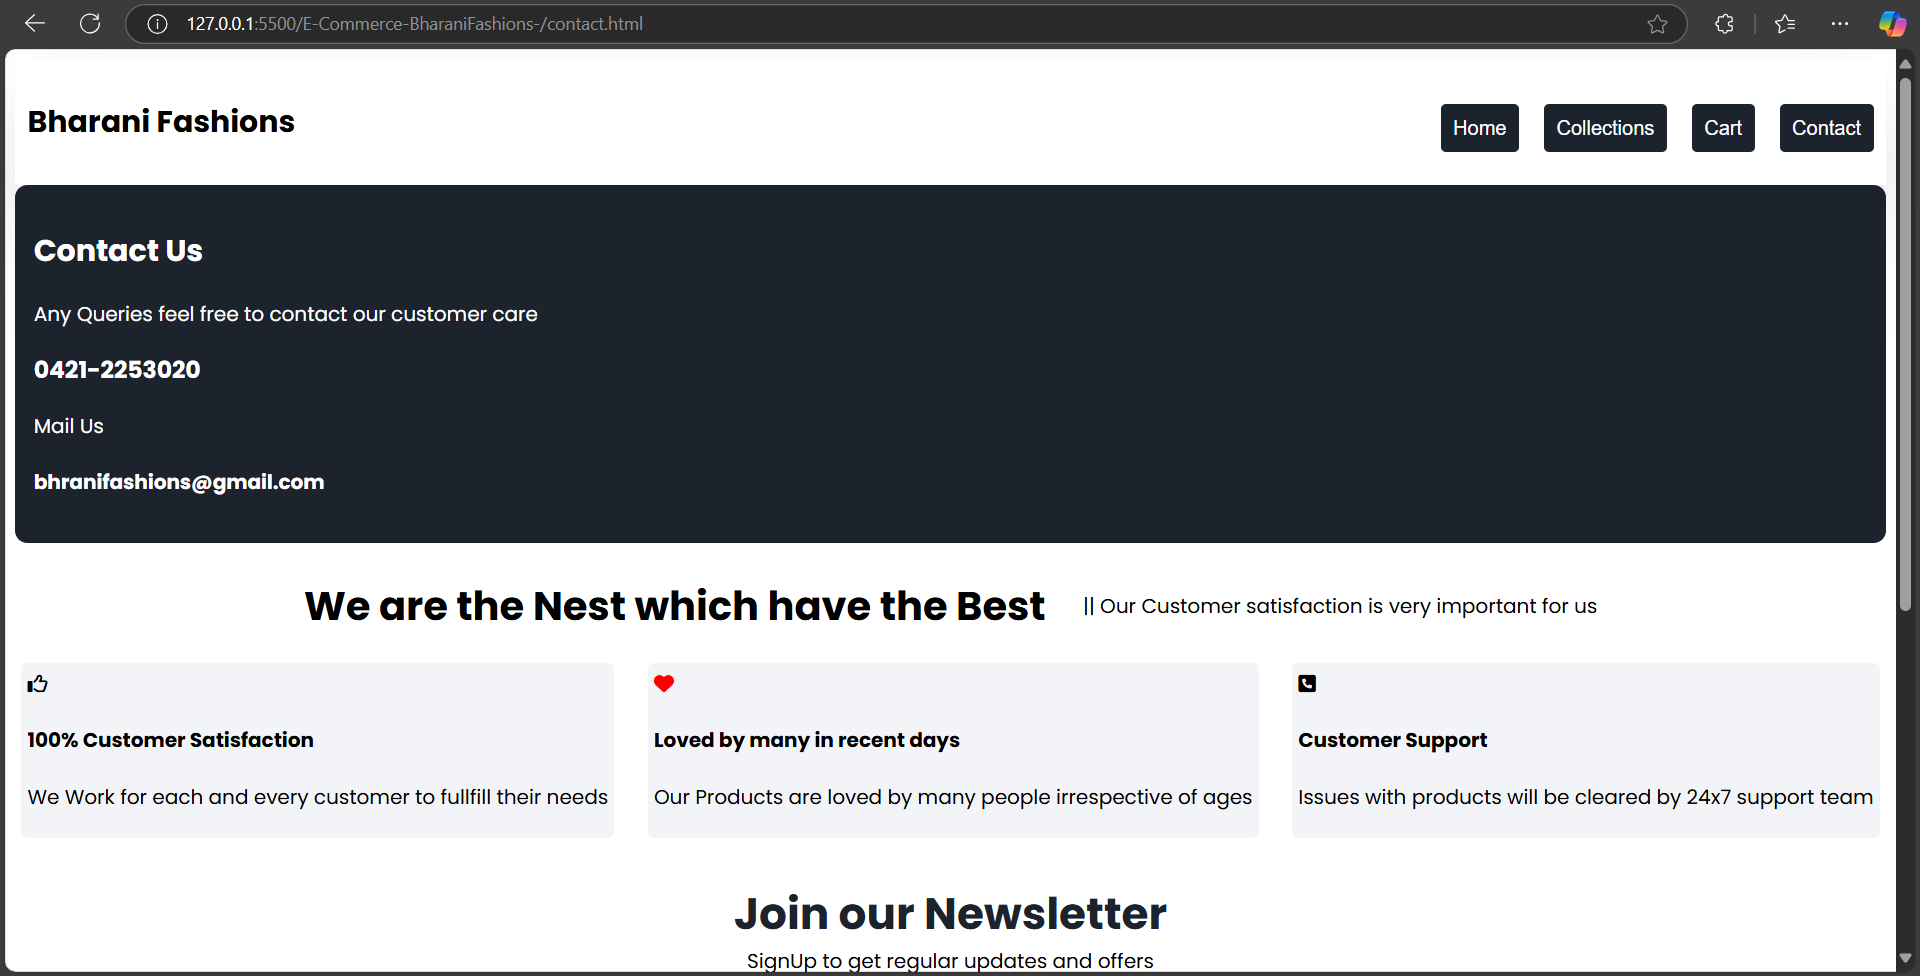 127.0.0.1:5500/E-Commerce-BharaniFashions-/contact.html
Bharani Fashions
Home Collections Cart Contact
Contact Us
Any Queries feel free to contact our customer care
0421-2253020
Mail Us
bhranifashions@gmail.com
We are the Nest which have the Best || Our Customer satisfaction is very important for us
100% Customer Satisfaction
We Work for each and every customer to fullfill their needs
Loved by many in recent days
Our Products are loved by many people irrespective of ages
Customer Support
Issues with products will be cleared by 24x7 support team
Join our Newsletter
SignUp to get regular updates and offers